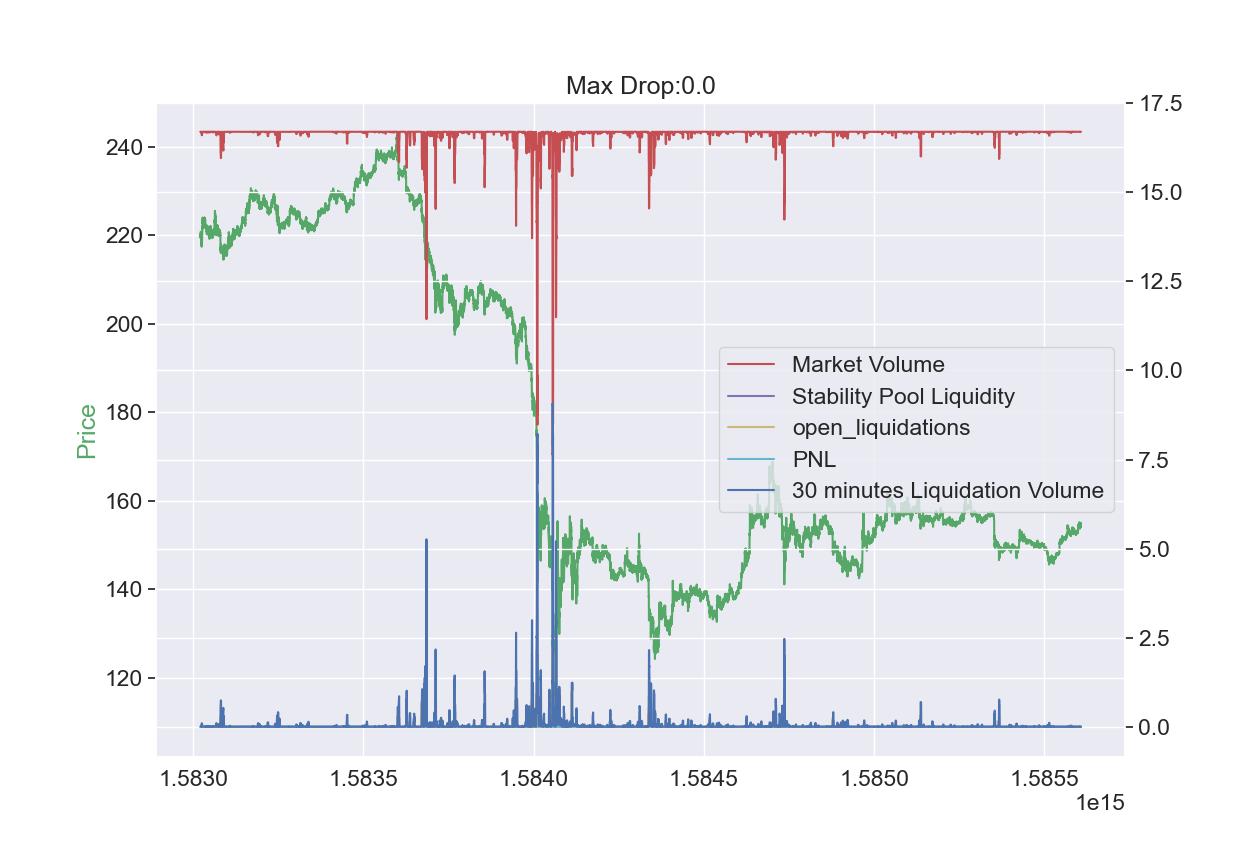 Max Drop:0.0
Price
240
220
200
180
160
140
120
17.5
15.0
12.5
10.0
7.5
5.0
2.5
0.0
Market Volume
Stability Pool Liquidity
open_liquidations
PNL
30 minutes Liquidation Volume
1.5830 1.5835 1.5840 1.5845 1.5850 1.5855
1e15